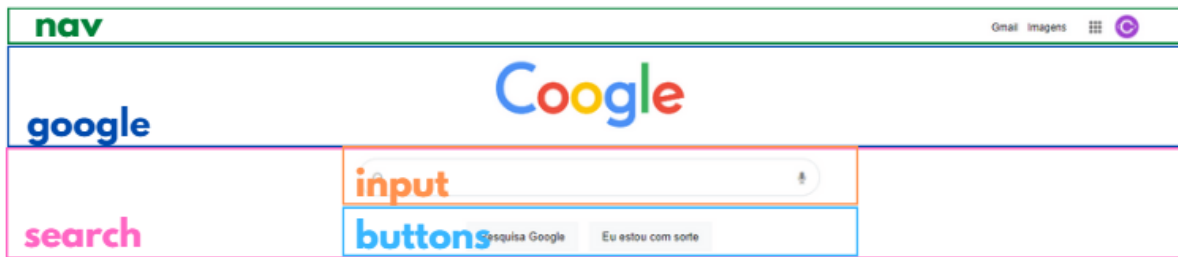 nav
Gmail Imagens
C
Coogle
google
input
search
buttons
esquisa Google Eu estou com sorte